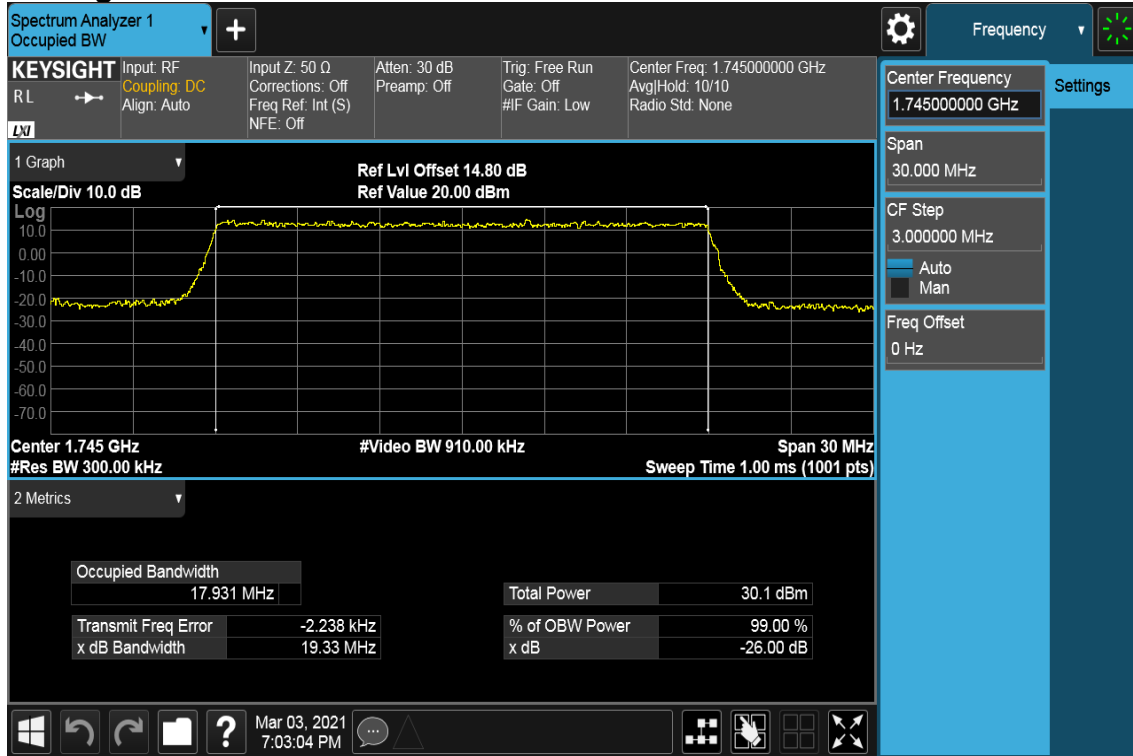 Spectrum Analyzer 1
Occupied BW
+
Frequency
KEYSIGHT
RL
LXI
Input: RF
Coupling: DC
Align: Auto
Input Z: 50 Ω
Corrections: Off
Freq Ref: Int (S)
NFE: Off
Atten: 30 dB
Preamp: Off
Trig: Free Run
Gate: Off
#IF Gain: Low
Center Freq: 1.745000000 GHz
Avg|Hold: 10/10
Radio Std: None
1 Graph
Scale/Div 10.0 dB
Ref Lvl Offset 14.80 dB
Ref Value 20.00 dBm
Log
10.0
0.00
-10.0
-20.0
-30.0
-40.0
-50.0
-60.0
-70.0
Center 1.745 GHz
#Video BW 910.00 kHz
Span 30 MHz
#Res BW 300.00 kHz
Sweep Time 1.00 ms (1001 pts)
2 Metrics
Occupied Bandwidth
17.931 MHz
Transmit Freq Error -2.238 kHz
x dB Bandwidth 19.33 MHz
Total Power 30.1 dBm
% of OBW Power 99.00 %
x dB -26.00 dB
Center Frequency
1.745000000 GHz
Span
30.000 MHz
CF Step
3.000000 MHz
Auto
Man
Freq Offset
0 Hz
Settings
?
Mar 03, 2021
7:03:04 PM